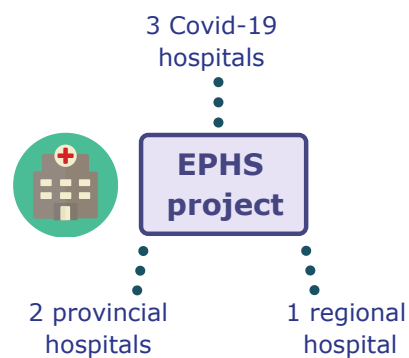 3 Covid-19
hospitals
EPHS
project
2 provincial
hospitals
1 regional
hospital